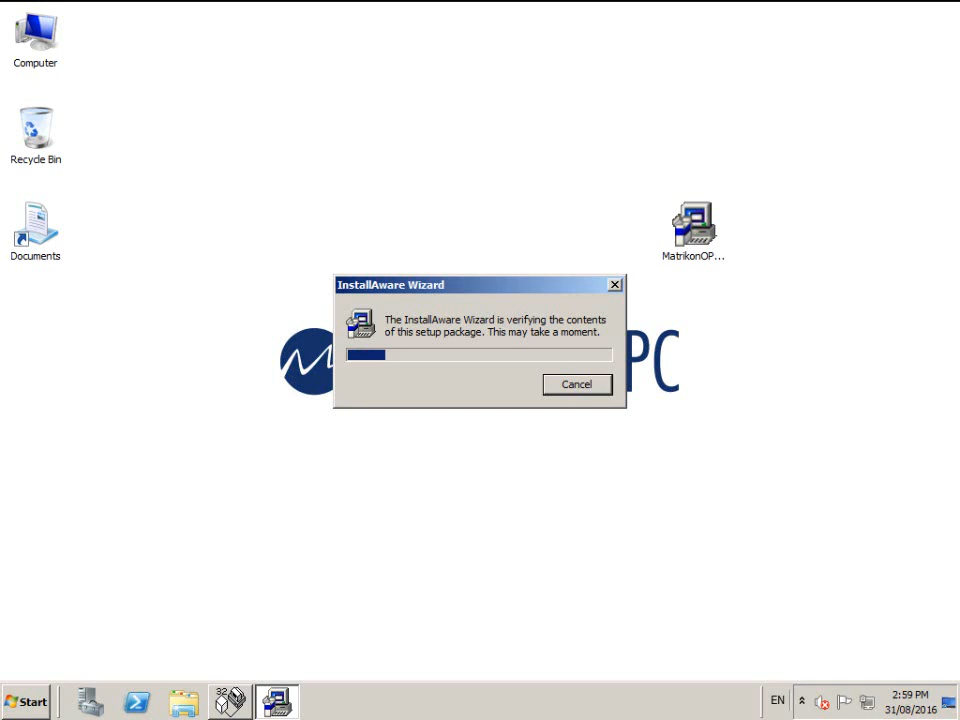 Computer
Recycle Bin
Documents
MatrikonOP...
InstallAware Wizard
The InstallAware Wizard is verifying the contents
of this setup package. This may take a moment.
Cancel
PC
Start
32
EN
2:59 PM
31/08/2016